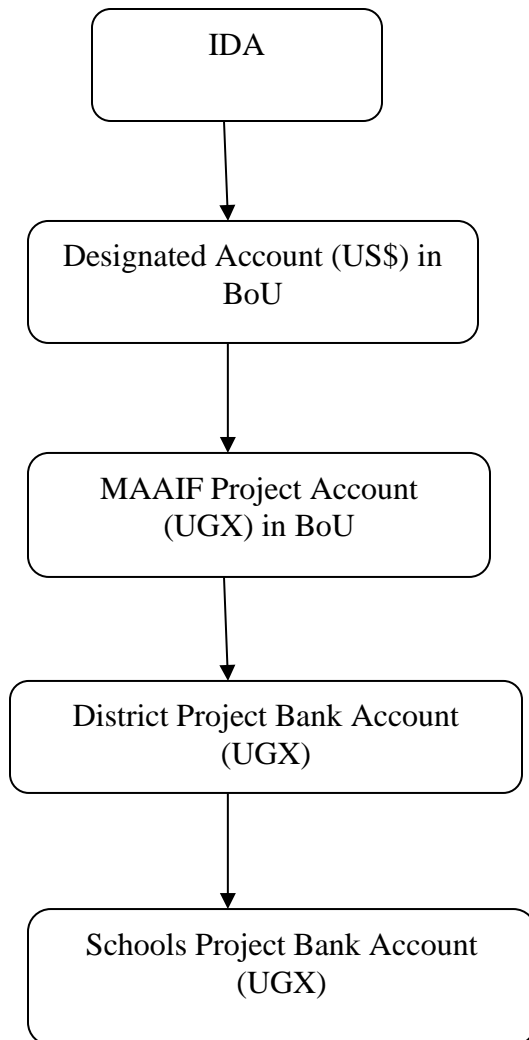 IDA
Designated Account (US$) in
BoU
MAAIF Project Account
(UGX) in BoU
District Project Bank Account
(UGX)
Schools Project Bank Account
(UGX)